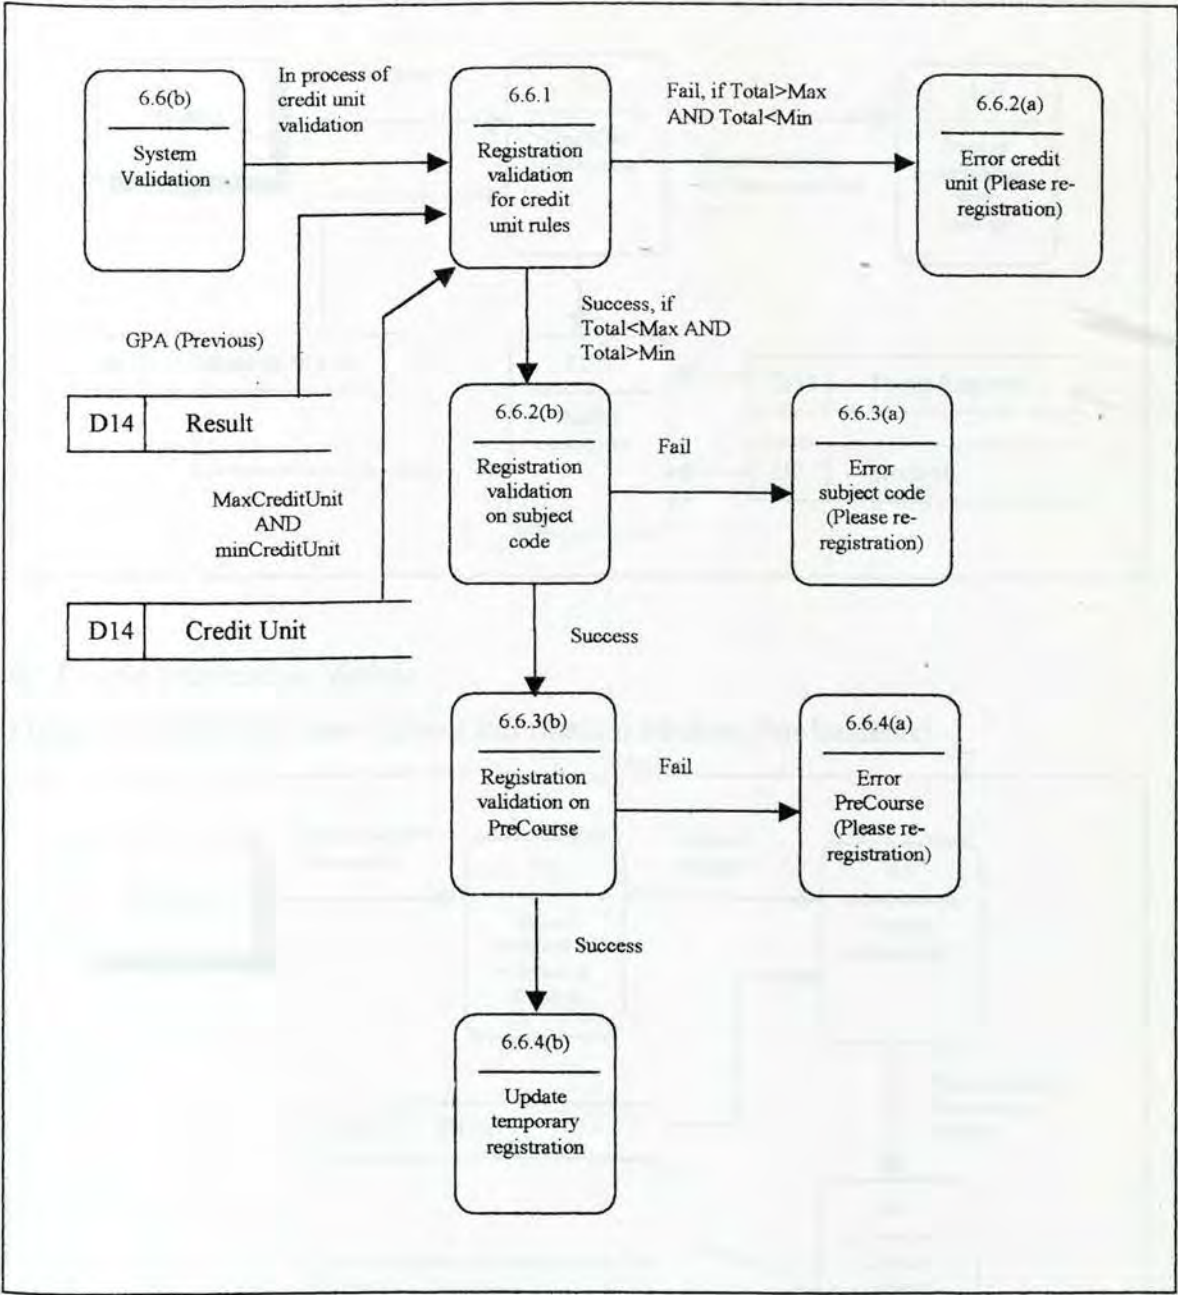 6.6(b)
System
Validation
In process of
credit unit
validation
6.6.1
Registration
validation
for credit
unit rules
Fail, if Total>Max
AND Total<Min
6.6.2(a)
Error credit
unit (Please re-
registration)
GPA (Previous)
Success, if
Total<Max AND
Total>Min
D14 Result
6.6.2(b)
Registration
validation
on subject
code
Fail
6.6.3(a)
Error
subject code
(Please re-
registration)
MaxCreditUnit
AND
minCreditUnit
D14 Credit Unit
Success
6.6.3(b)
Registration
validation on
PreCourse
Fail
6.6.4(a)
Error
PreCourse
(Please re-
registration)
Success
6.6.4(b)
Update
temporary
registration